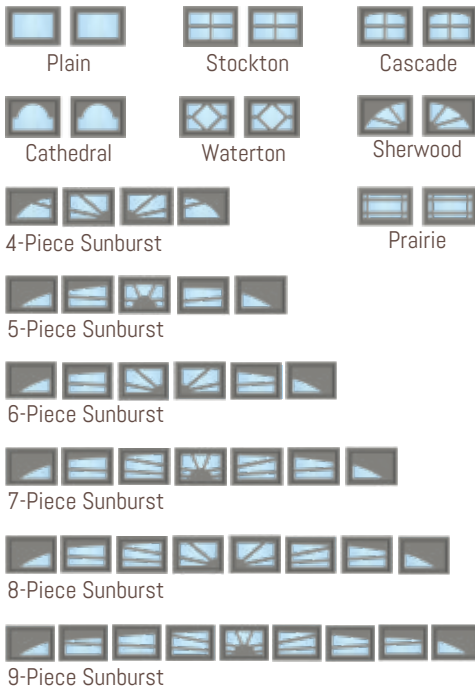 Plain
Stockton
Cascade
Cathedral
Waterton
Sherwood
4-Piece Sunburst
Prairie
5-Piece Sunburst
6-Piece Sunburst
7-Piece Sunburst
8-Piece Sunburst
9-Piece Sunburst